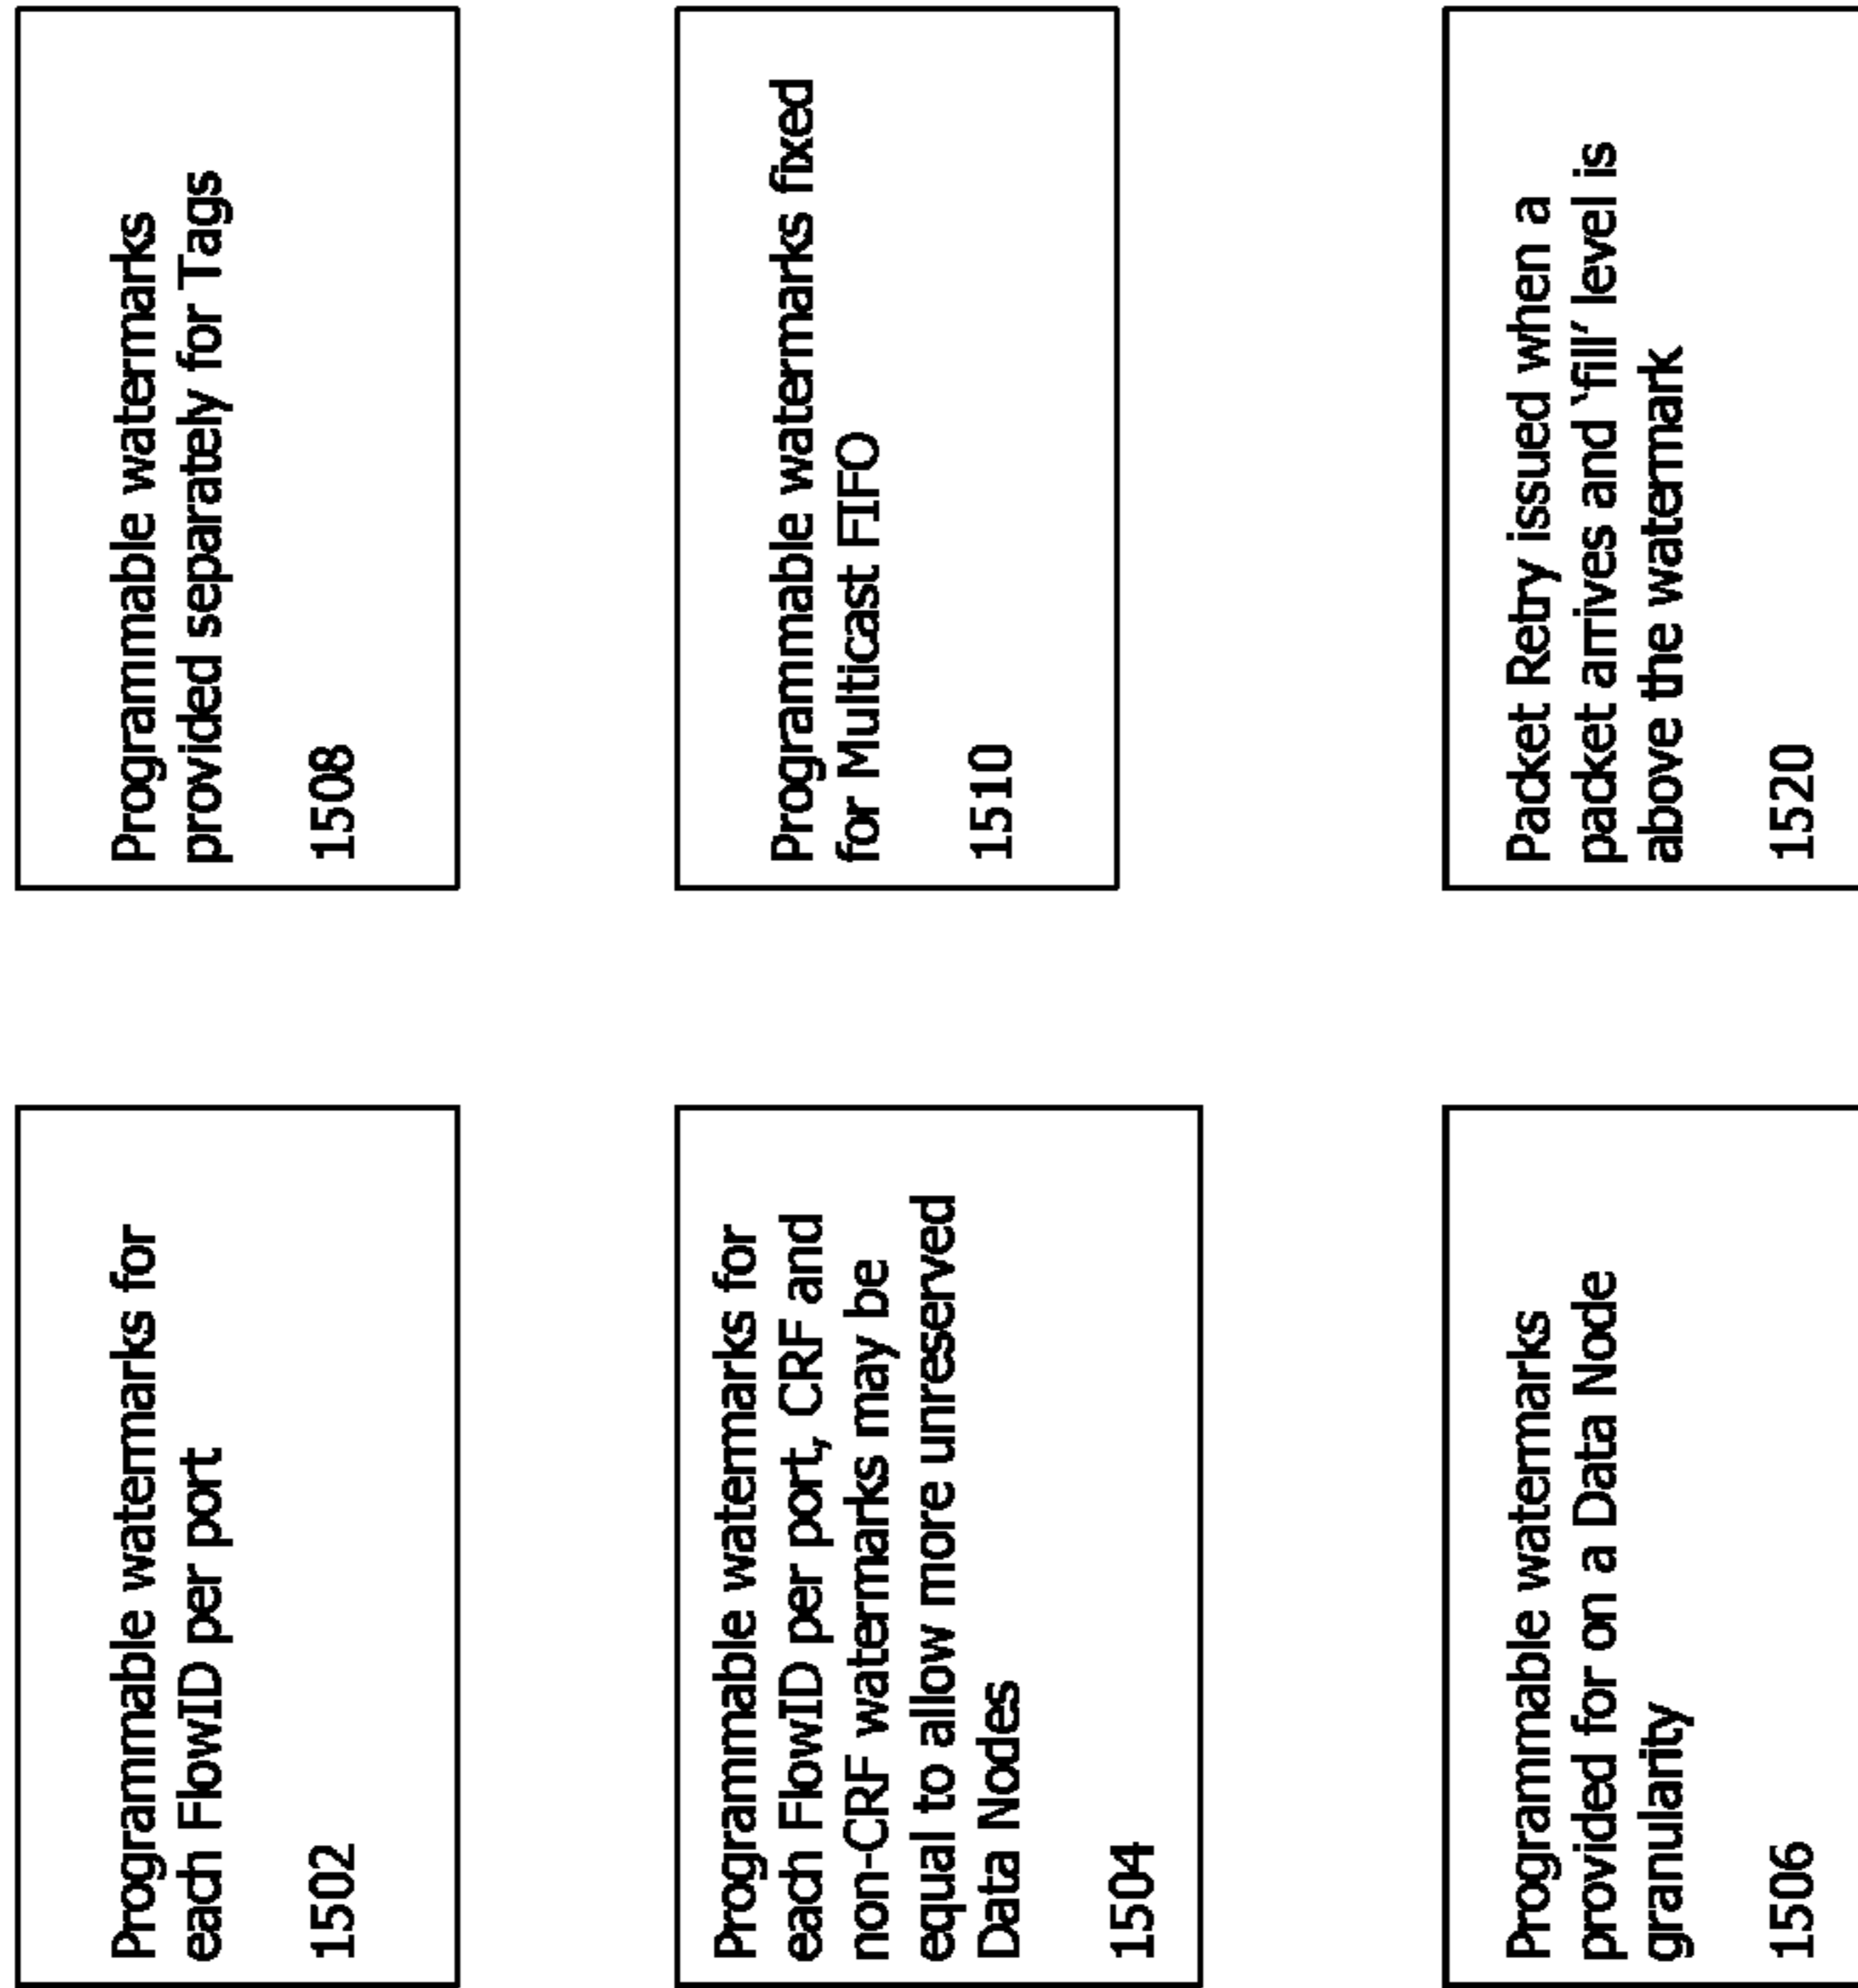 Programmable watermarks for
each FlowID per port
1502
Programmable watermarks for
each FlowID per port, CRF and
non-CRF watermarks may be
equal to allow more unreserved
Data Nodes
1504
Programmable watermarks
provided for on a Data Node
granularity
1506
Programmable watermarks
provided separately for Tags
1508
Programmable watermarks fixed
for Multicast FIFO
1510
Packet Retry issued when a
packet arrives and ‘fill’ level is
above the watermark
1520